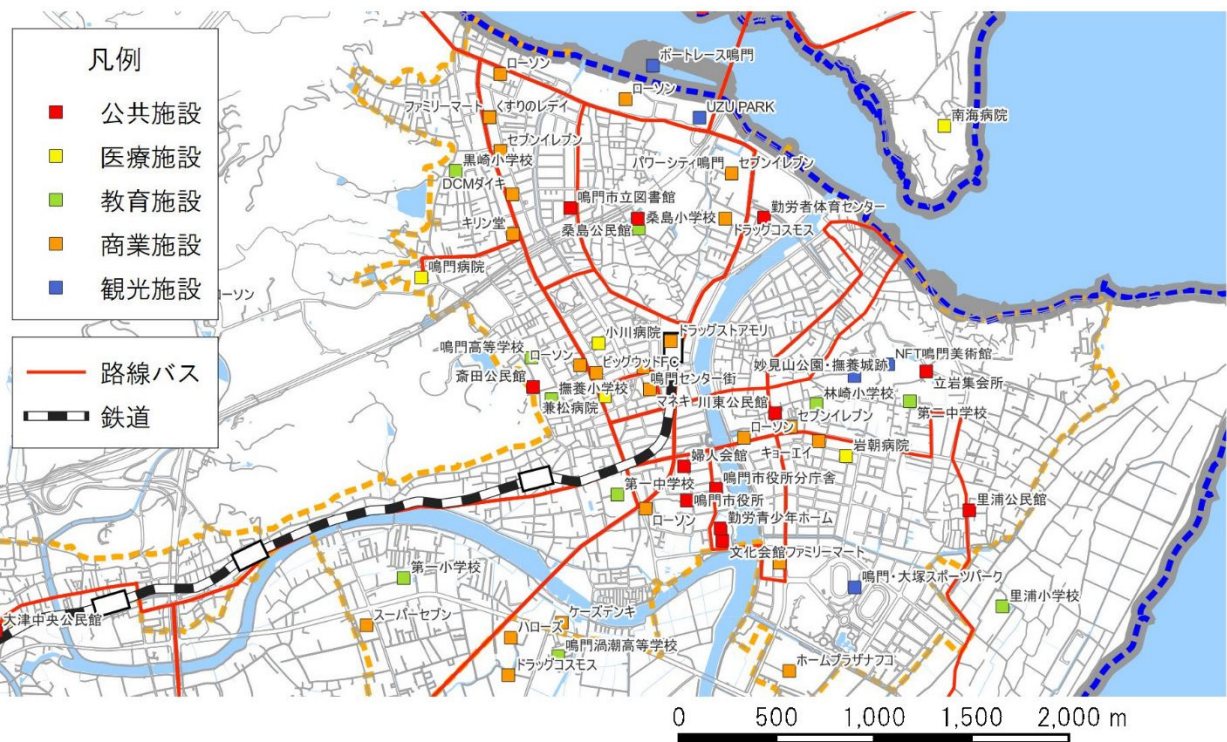 凡例
公共施設
医療施設
教育施設
商業施設
観光施設
路線バス
鉄道
ボートレース鳴門
ローソン
ローソン
UZU PARK
南海病院
ファミリーマート
くすりのレデイ
セブンイレブン
黒崎小学校
DCMダイキ
パワーシティ鳴門
セブンイレブン
鳴門市立図書館
桑島小学校
勤労者体育センター
キリン堂
桑島公民館
ドラッグコスモス
鳴門病院
ローソン
小川病院
ドラッグストアモリ
鳴門高等学校
ローソン
ビッグウッドFC
妙見山公園・撫養城跡
NFT鳴門美術館
斎田公民館
撫養小学校
鳴門センター街
林崎小学校
立岩集会所
兼松病院
マネキ
川東公民館
セブンイレブン
第二中学校
ローソン
キョーエイ
岩朝病院
婦人会館
第一中学校
鳴門市役所分庁舎
鳴門市役所
里浦公民館
ローソン
勤労青少年ホーム
文化会館
ファミリーマート
第一小学校
鳴門・大塚スポーツパーク
里浦小学校
大津中央公民館
スーパーセブン
ケーズデンキ
ハローズ
鳴門渦潮高等学校
ドラッグコスモス
ホームプラザナフコ
0 500 1,000 1,500 2,000 m